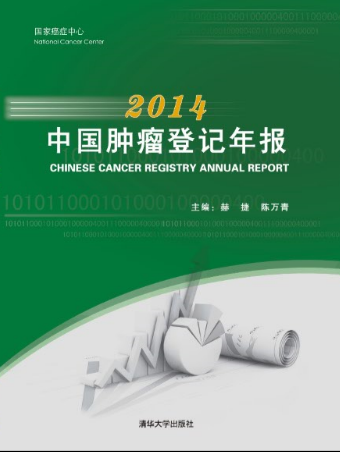 国家癌症中心
National Cancer Center
2014
中国肿瘤登记年报
CHINESE CANCER REGISTRY ANNUAL REPORT
主编：赫 捷 陈万青
清华大学出版社